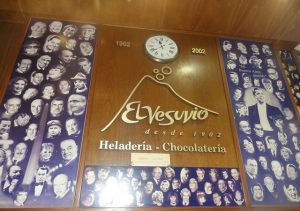 1902 2002
El Vesuvio
desde 1902
Heladería - Chocolatería